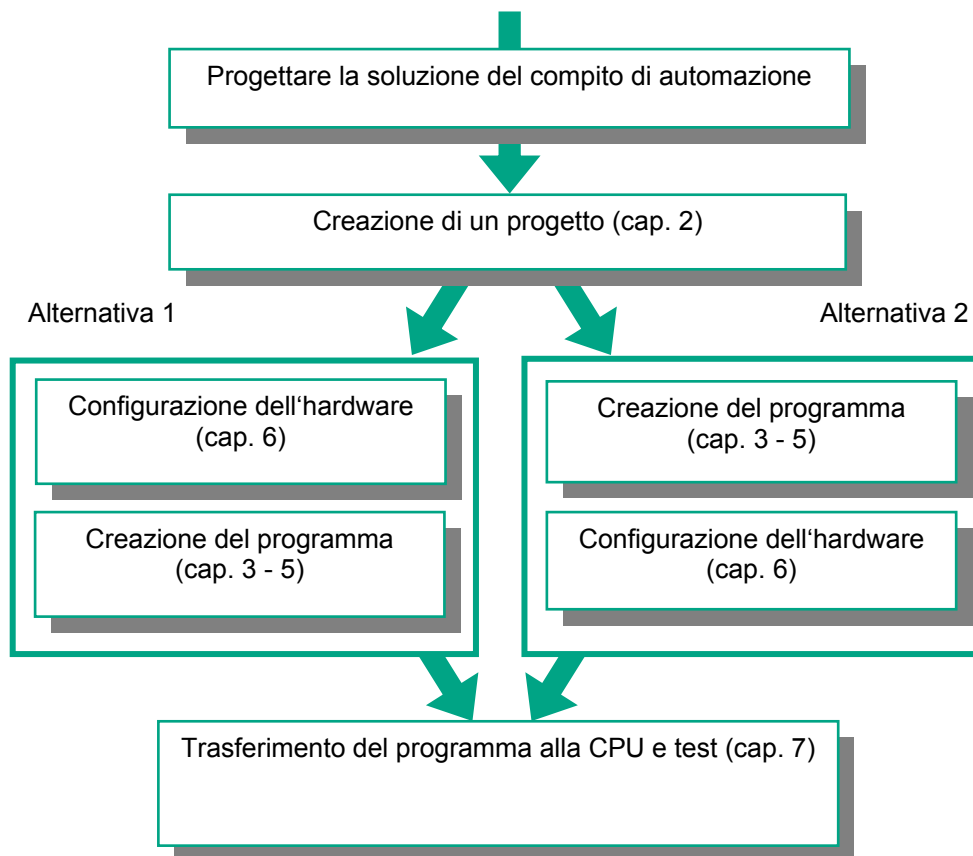 Progettare la soluzione del compito di automazione
Creazione di un progetto (cap. 2)
Alternativa 1
Alternativa 2
Configurazione dell‘hardware
(cap. 6)
Creazione del programma
(cap. 3 - 5)
Creazione del programma
(cap. 3 - 5)
Configurazione dell‘hardware
(cap. 6)
Trasferimento del programma alla CPU e test (cap. 7)